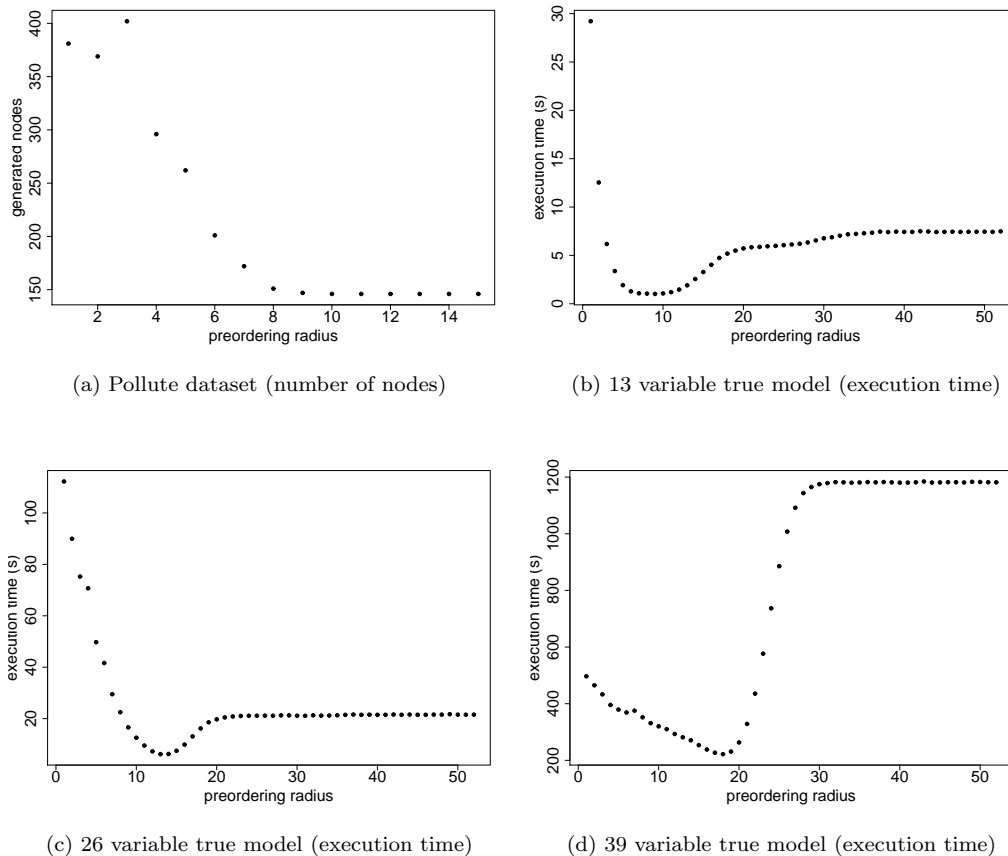 400
350
300
250
200
150
generated nodes
2 4 6 8 10 12 14
preordering radius
(a) Pollute dataset (number of nodes)
30
25
20
15
10
5
0
execution time (s)
0 10 20 30 40 50
preordering radius
(b) 13 variable true model (execution time)
100
80
60
40
20
execution time (s)
0 10 20 30 40 50
preordering radius
(c) 26 variable true model (execution time)
1200
1000
800
600
400
200
execution time (s)
0 10 20 30 40 50
preordering radius
(d) 39 variable true model (execution time)